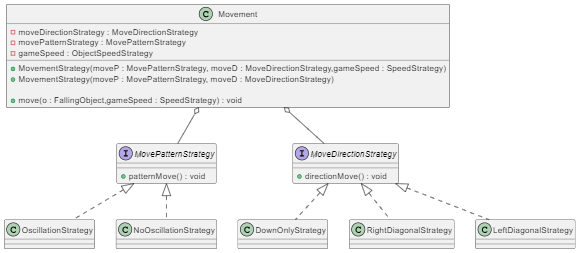 C Movement
moveDirectionStrategy : MoveDirectionStrategy
movePatternStrategy : MovePatternStrategy
gameSpeed : ObjectSpeedStrategy
MovementStrategy(moveP : MovePatternStrategy, moveD : MoveDirectionStrategy,gameSpeed : SpeedStrategy)
MovementStrategy(moveP : MovePatternStrategy, moveD : MoveDirectionStrategy)
move(o : FallingObject,gameSpeed : SpeedStrategy) : void
I MovePatternStrategy
patternMove() : void
I MoveDirectionStrategy
directionMove() : void
C OscillationStrategy
C NoOscillationStrategy
C DownOnlyStrategy
C RightDiagonalStrategy
C LeftDiagonalStrategy